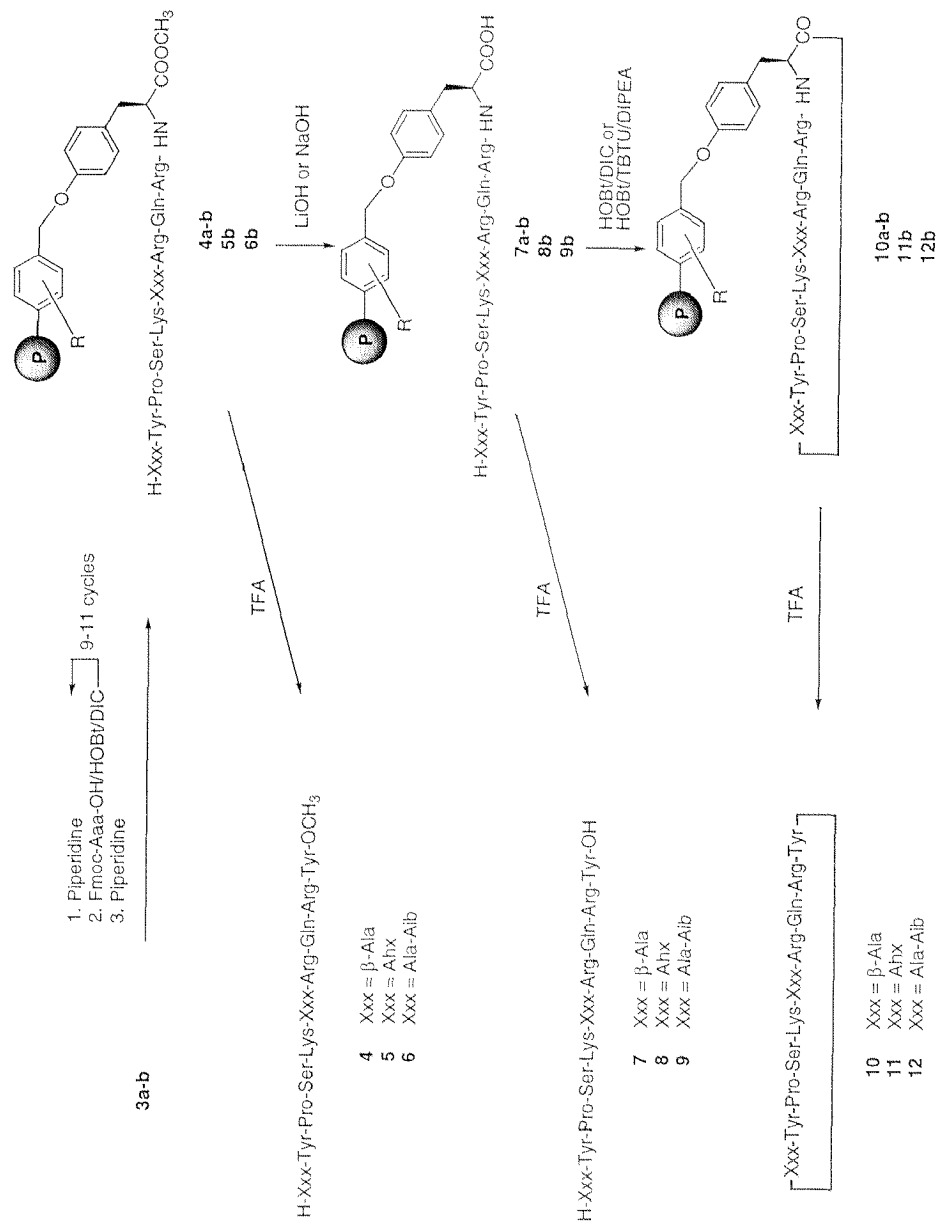 3a-b
1. Piperidine
2. Fmoc-Aaa-OH/HOBt/DIC
3. Piperidine
9-11 cycles
P
R
O
COOCH3
H-Xxx-Tyr-Pro-Ser-Lys-Xxx-Arg-Gln-Arg- HN
4a-b
5b
6b
TFA
LiOH or NaOH
H-Xxx-Tyr-Pro-Ser-Lys-Xxx-Arg-Gln-Arg-Tyr-OCH3
4 Xxx = β-Ala
5 Xxx = Ahx
6 Xxx = Ala-Aib
P
R
O
COOH
H-Xxx-Tyr-Pro-Ser-Lys-Xxx-Arg-Gln-Arg- HN
7a-b
8b
9b
TFA
HOBt/DIC or
HOBt/TBTU/DIPEA
H-Xxx-Tyr-Pro-Ser-Lys-Xxx-Arg-Gln-Arg-Tyr-OH
7 Xxx = β-Ala
8 Xxx = Ahx
9 Xxx = Ala-Aib
P
R
O
CO
Xxx-Tyr-Pro-Ser-Lys-Xxx-Arg-Gln-Arg- HN
10a-b
11b
12b
TFA
Xxx-Tyr-Pro-Ser-Lys-Xxx-Arg-Gln-Arg-Tyr
10 Xxx = β-Ala
11 Xxx = Ahx
12 Xxx = Ala-Aib